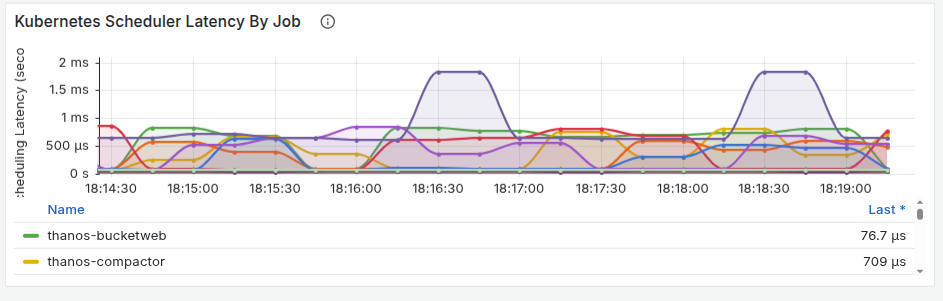 Kubernetes Scheduler Latency By Job
heduling Latency (seco
2 ms
1.5 ms
1 ms
500 µs
0 s
18:14:30 18:15:00 18:15:30 18:16:00 18:16:30 18:17:00 18:17:30 18:18:00 18:18:30 18:19:00
Name Last *
thanos-bucketweb 76.7 µs
thanos-compactor 709 µs